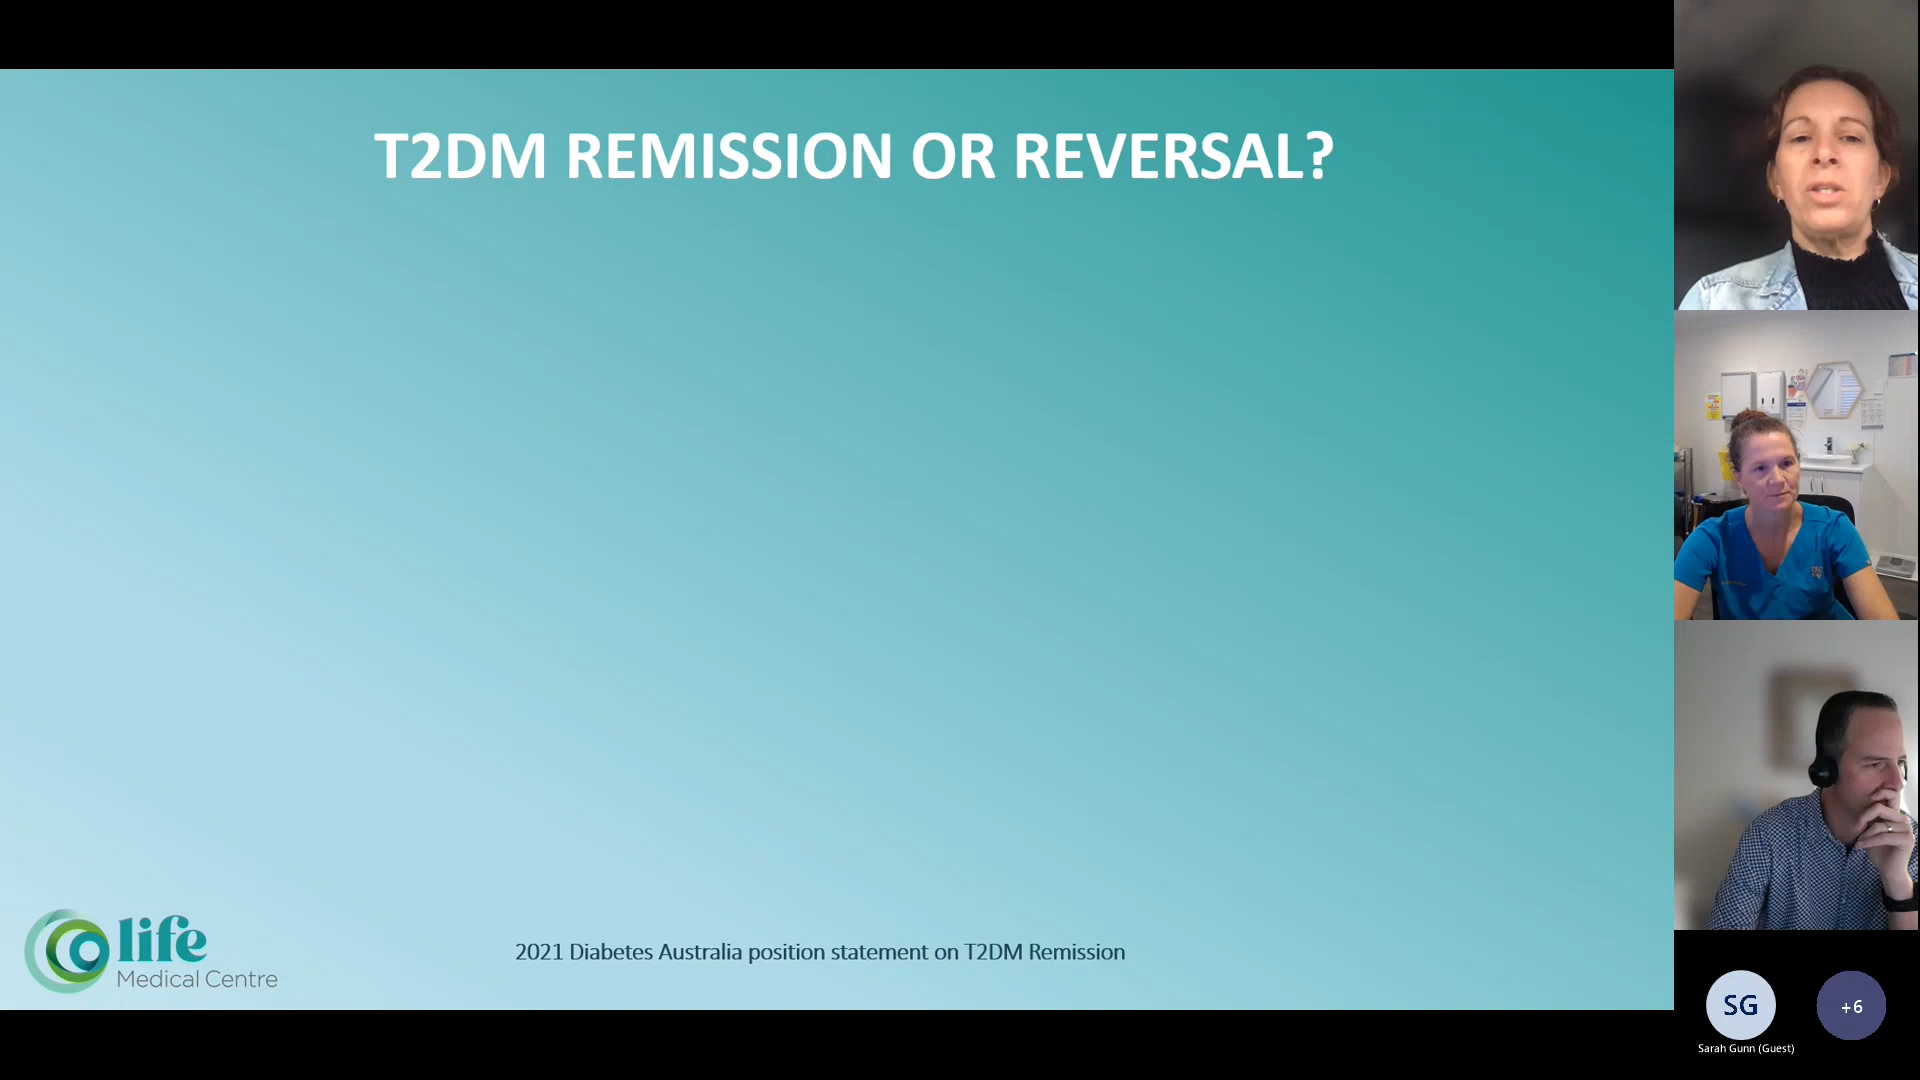 T2DM REMISSION OR REVERSAL?
life
Medical Centre
2021 Diabetes Australia position statement on T2DM Remission
SG
+6
Sarah Gunn (Guest)